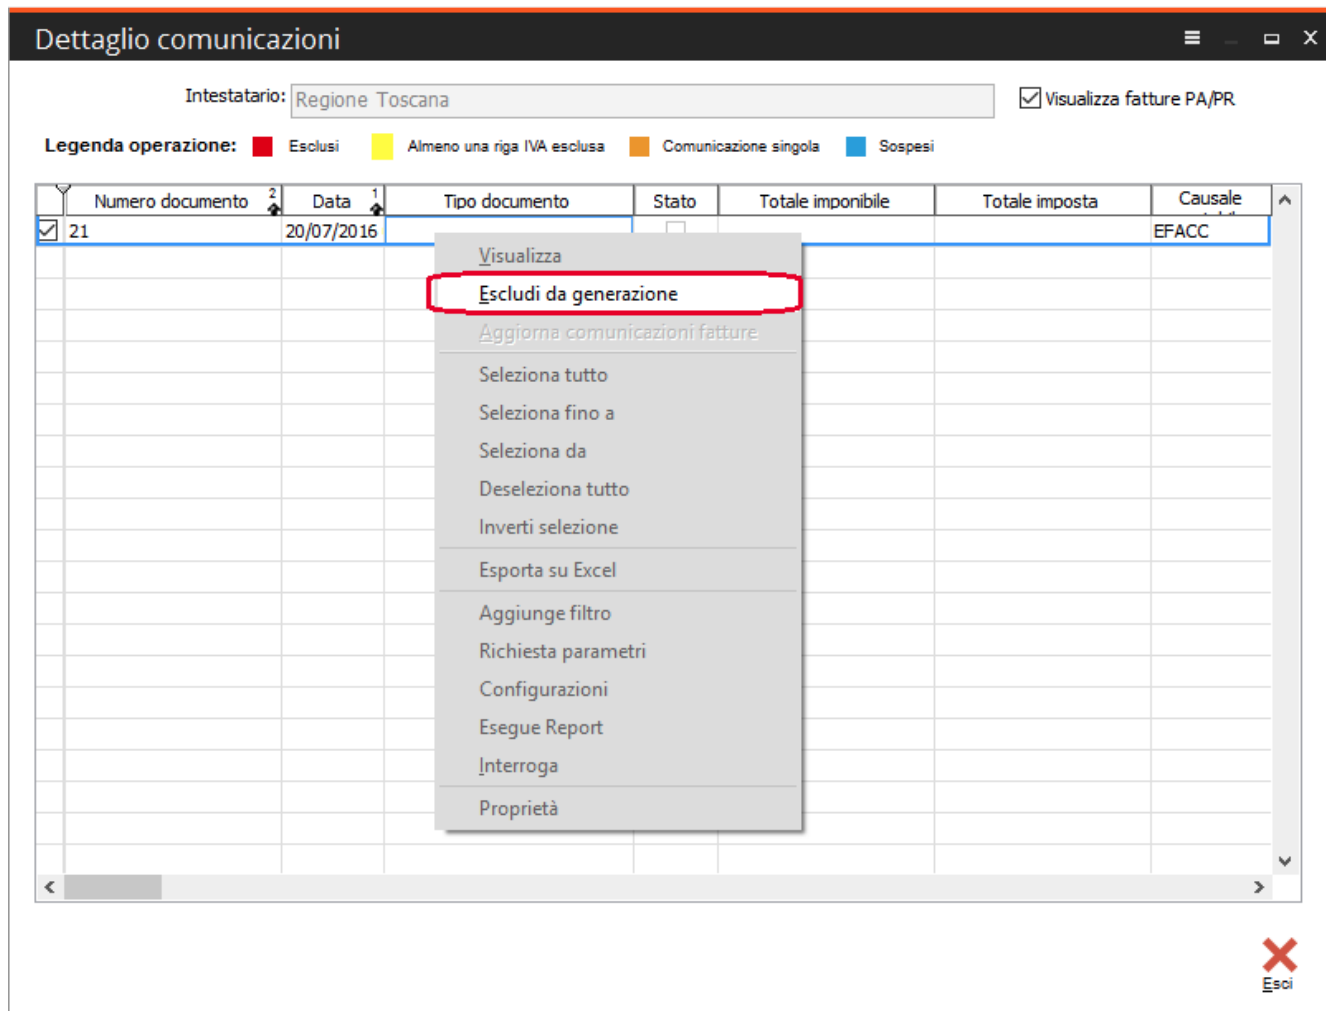 Dettaglio comunicazioni
Intestatario: Regione Toscana Visualizza fatture PA/PR
Legenda operazione: Esclusi Almeno una riga IVA esclusa Comunicazione singola Sospesi
Numero documento 2 Data 1 Tipo documento Stato Totale imponibile Totale imposta Causale
21 20/07/2016 EFACC
Visualizza
Escludi da generazione
Aggiorna comunicazioni fatture
Seleziona tutto
Seleziona fino a
Seleziona da
Deseleziona tutto
Inverti selezione
Esporta su Excel
Aggiunge filtro
Richiesta parametri
Configurazioni
Esegue Report
Interroga
Proprietà
Esci